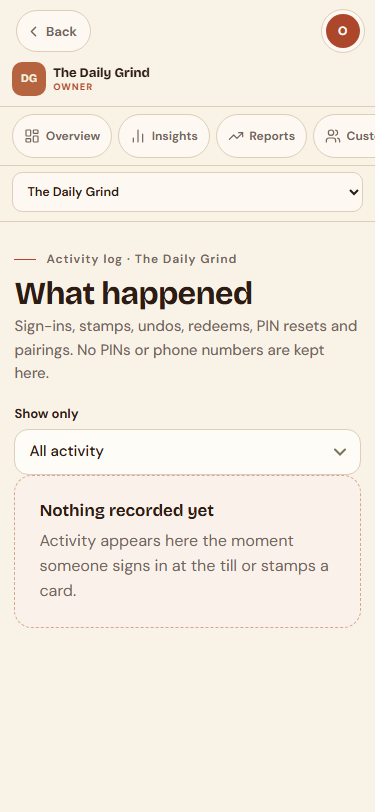 Back
O
DG
The Daily Grind
OWNER
Overview
Insights
Reports
Cust
The Daily Grind
Activity log · The Daily Grind
What happened
Sign-ins, stamps, undos, redeems, PIN resets and
pairings. No PINs or phone numbers are kept
here.
Show only
All activity
Nothing recorded yet
Activity appears here the moment
someone signs in at the till or stamps a
card.